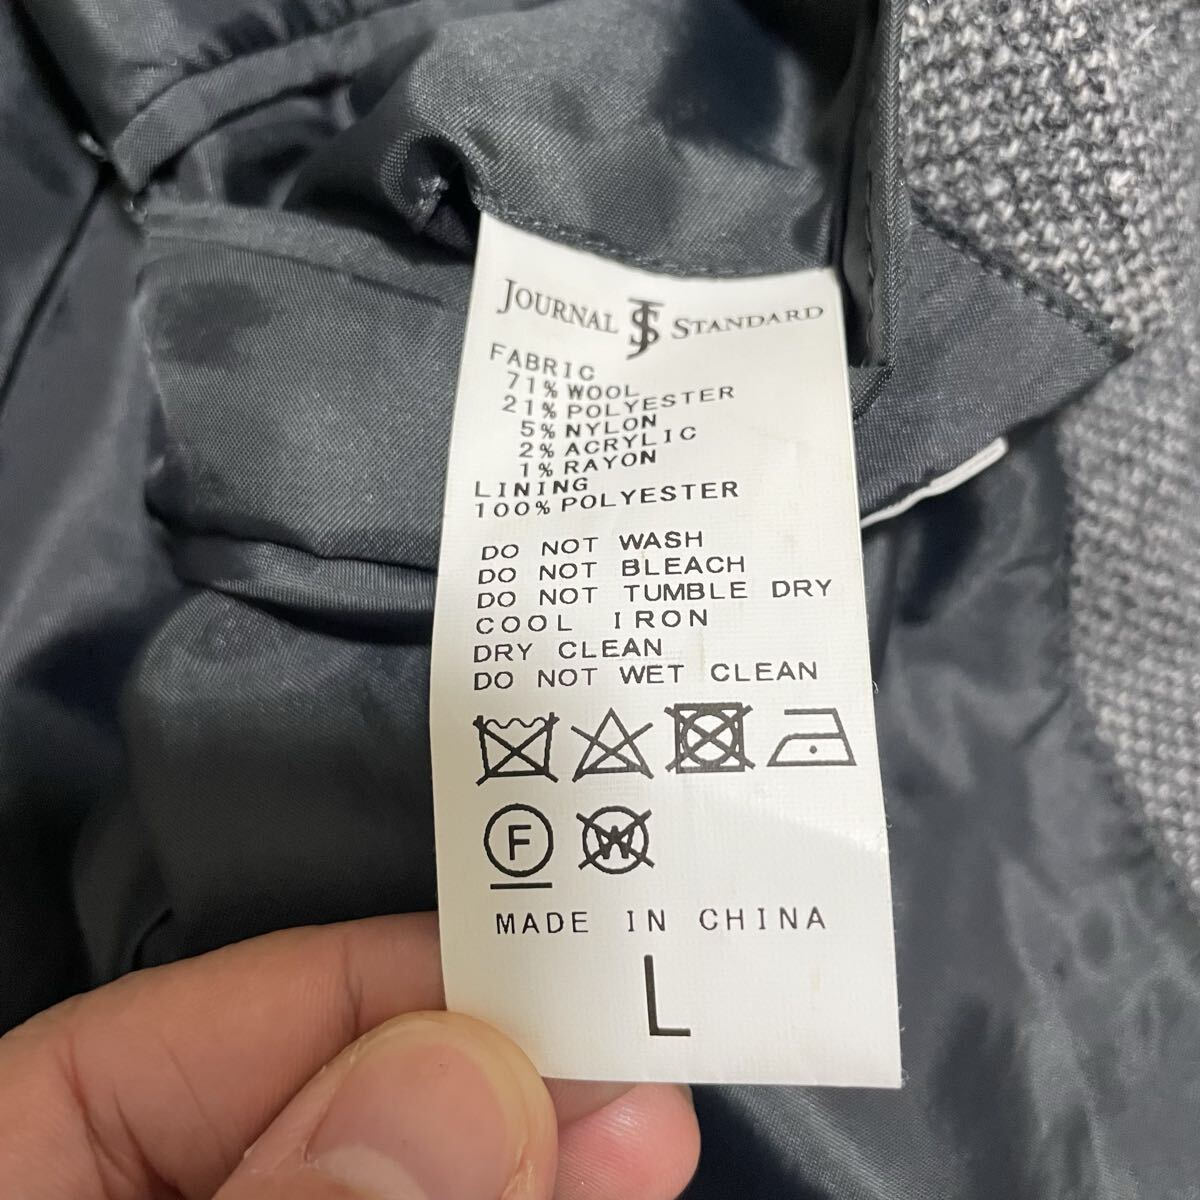 JOURNAL JS STANDARD
FABRIC
71% WOOL
21% POLYESTER
5% NYLON
2% ACRYLIC
1% RAYON
LINING
100% POLYESTER
DO NOT WASH
DO NOT BLEACH
DO NOT TUMBLE DRY
COOL IRON
DRY CLEAN
DO NOT WET CLEAN
F W
MADE IN CHINA
L